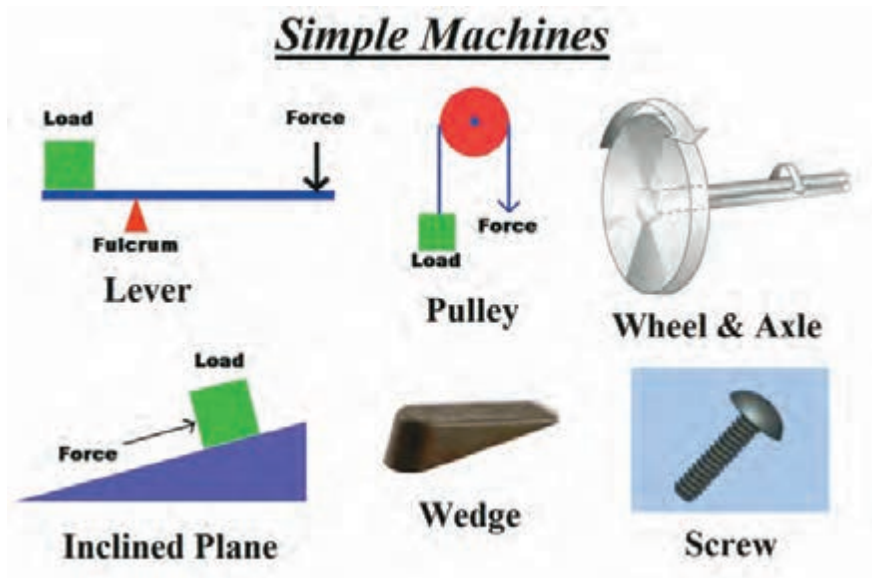 Simple Machines
Load
Force
Fulcrum
Lever
Force
Load
Pulley
Wheel & Axle
Load
Force
Inclined Plane
Wedge
Screw